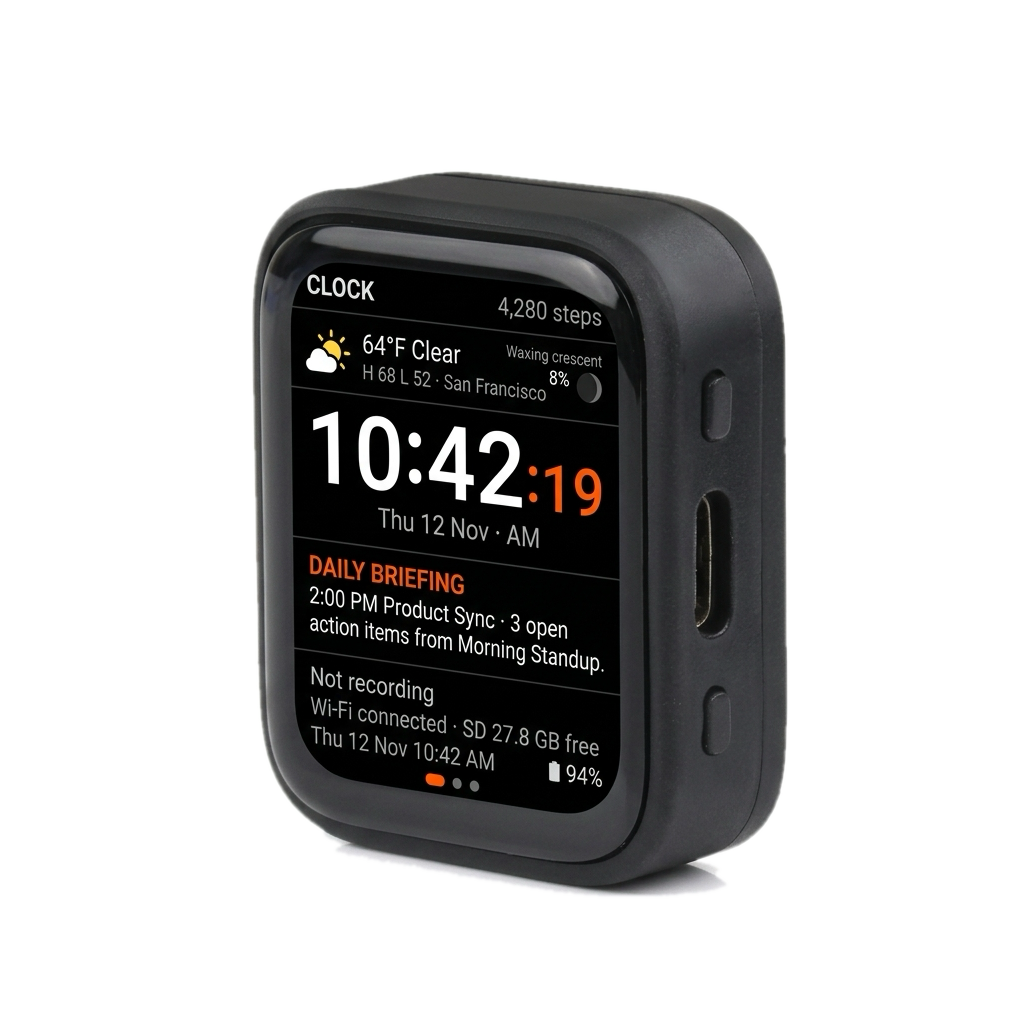 CLOCK
4,280 steps
64°F Clear
H 68 L 52 · San Francisco
Waxing crescent
8%
10:42:19
Thu 12 Nov · AM
DAILY BRIEFING
2:00 PM Product Sync · 3 open
action items from Morning Standup.
Not recording
Wi-Fi connected · SD 27.8 GB free
Thu 12 Nov 10:42 AM
94%